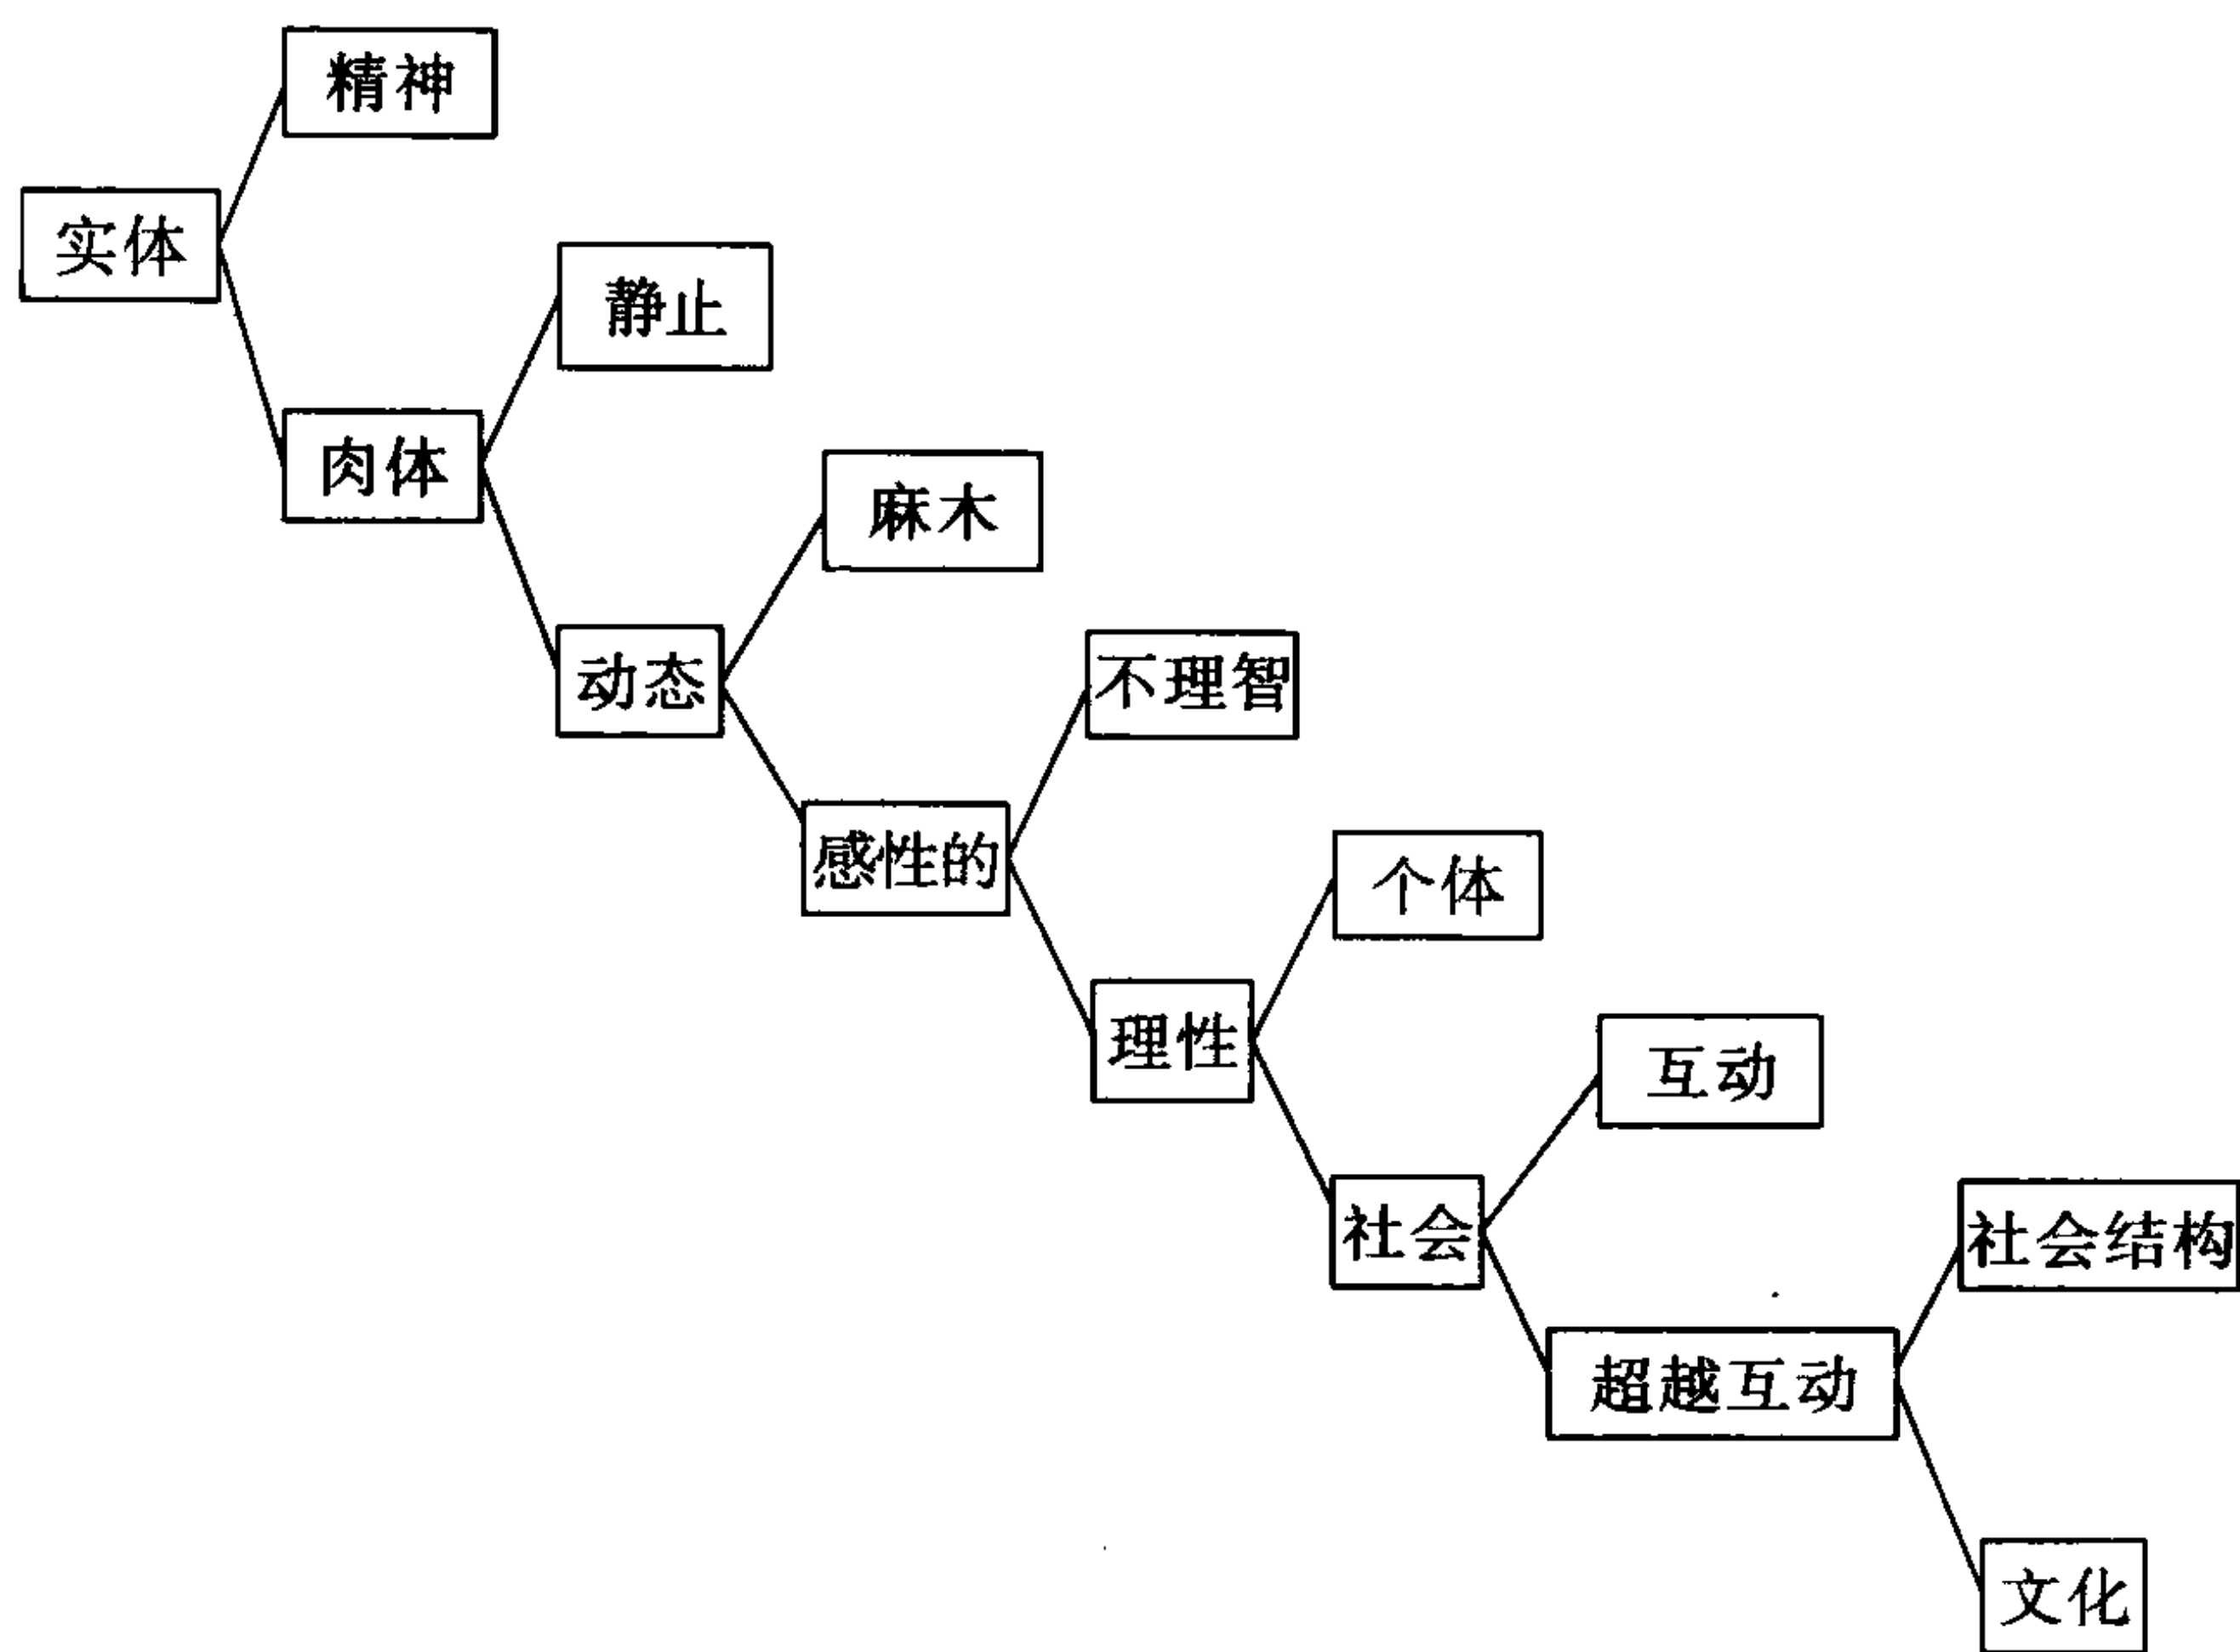 精神
实体
静止
肉体
麻木
动态
不理智
感性的
个体
理性
互动
社会
社会结构
超越互动
文化